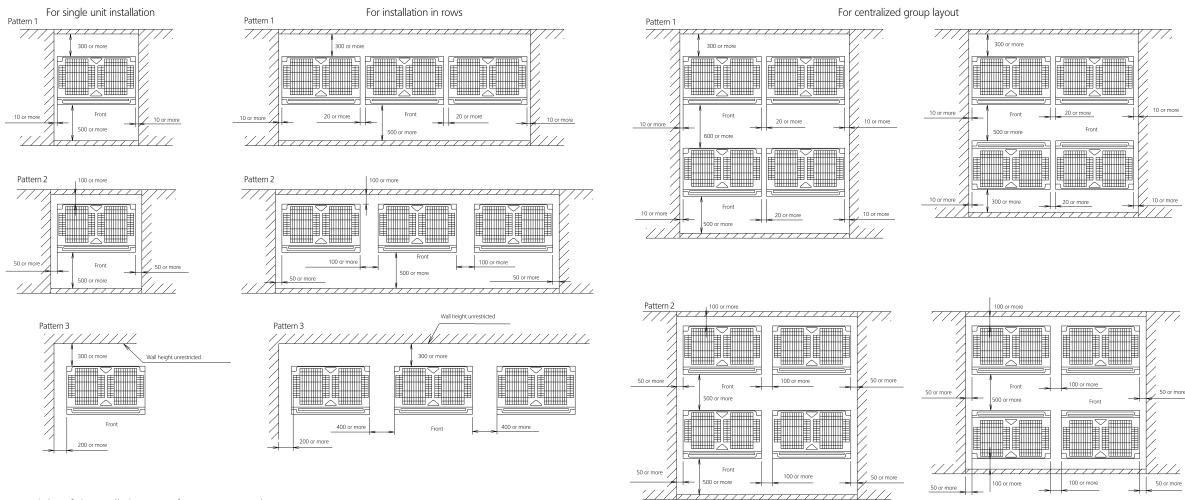 For single unit installation
Pattern 1
300 or more
Front
10 or more
10 or more
500 or more
Pattern 2
100 or more
50 or more
Front
50 or more
500 or more
Pattern 3
Wall height unrestricted
300 or more
Front
200 or more
For installation in rows
Pattern 1
300 or more
Front
10 or more
20 or more
20 or more
10 or more
500 or more
Pattern 2
100 or more
Front
100 or more
100 or more
500 or more
50 or more
50 or more
Pattern 3
Wall height unrestricted
300 or more
400 or more
Front
400 or more
200 or more
For centralized group layout
Pattern 1
300 or more
Front
20 or more
10 or more
10 or more
600 or more
Front
10 or more
20 or more
10 or more
500 or more
300 or more
10 or more
Front
20 or more
10 or more
500 or more
Front
10 or more
300 or more
20 or more
10 or more
Pattern 2
100 or more
50 or more
Front
100 or more
50 or more
500 or more
50 or more
Front
100 or more
50 or more
500 or more
100 or more
Front
100 or more
50 or more
50 or more
500 or more
Front
100 or more
100 or more
50 or more
50 or more